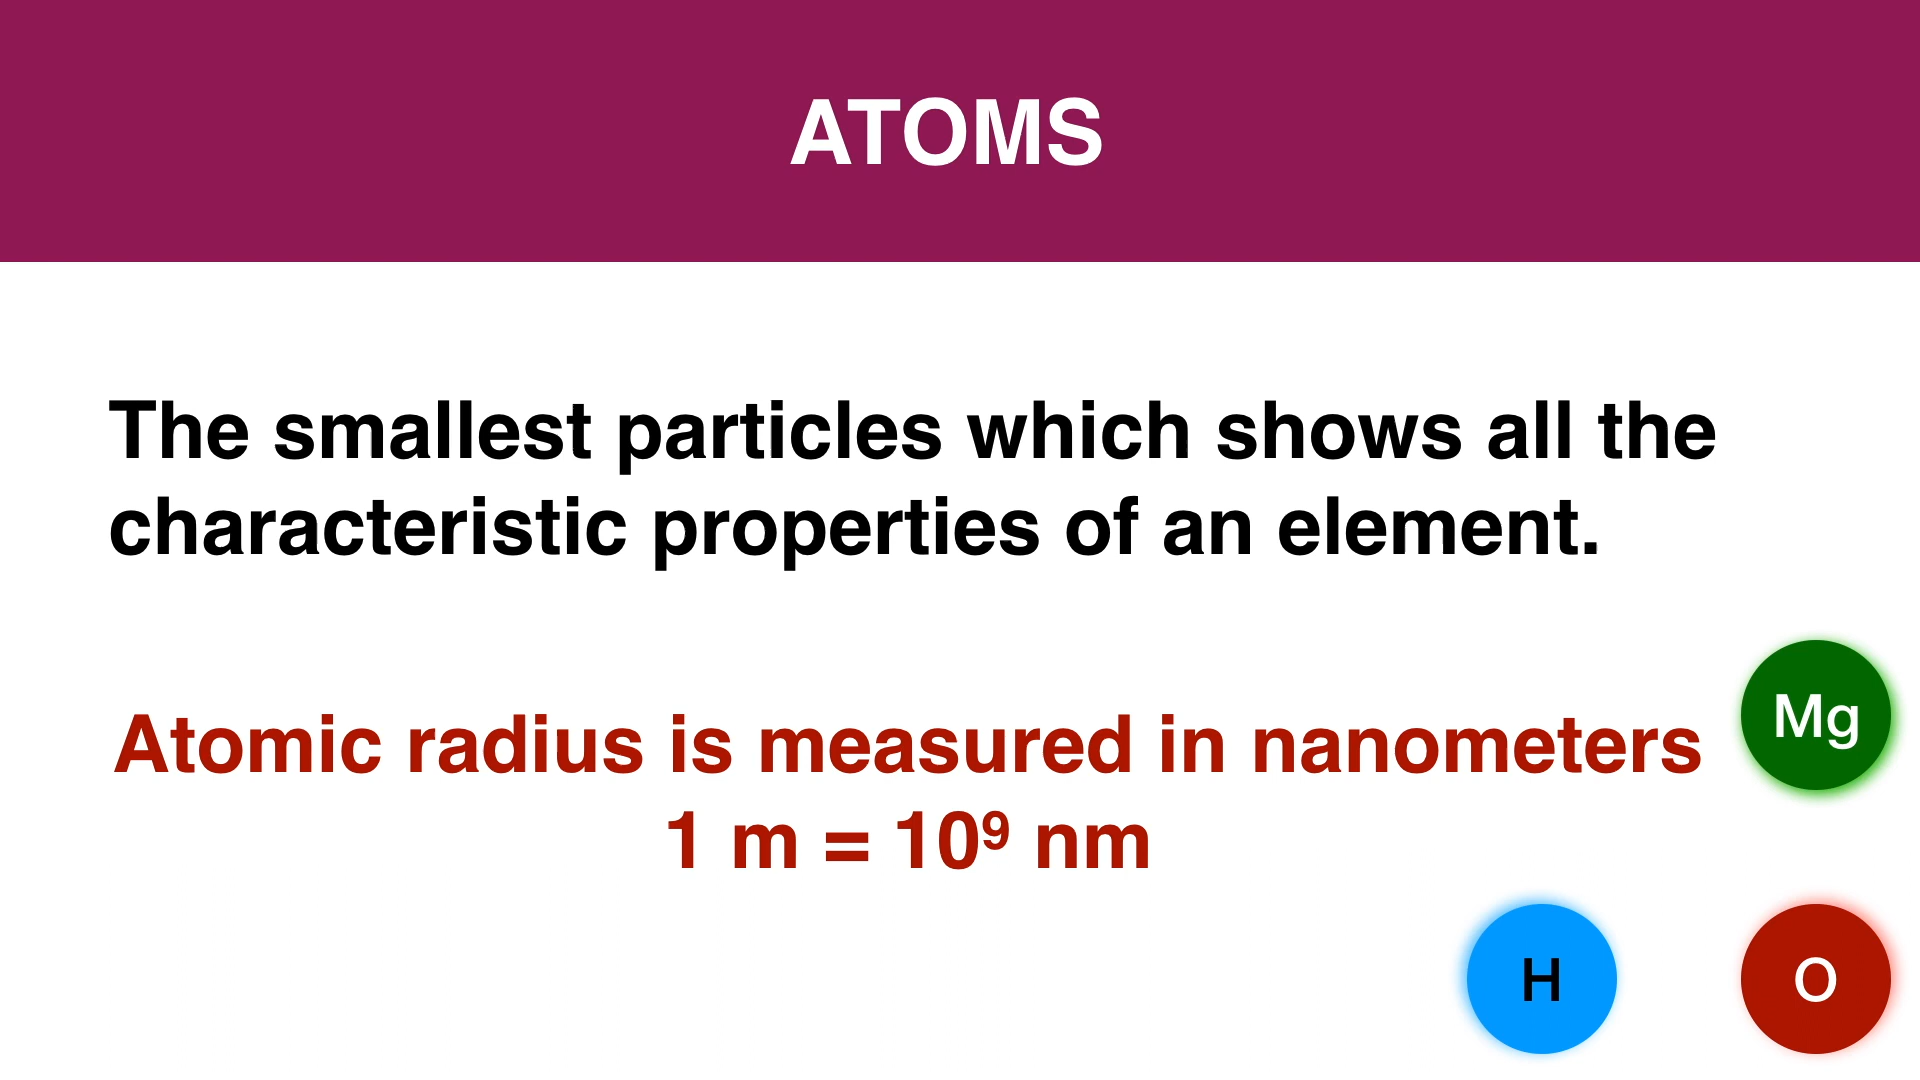 ATOMS
The smallest particles which shows all the
characteristic properties of an element.
Atomic radius is measured in nanometers
1 m = 10⁹ nm
Mg
H
O